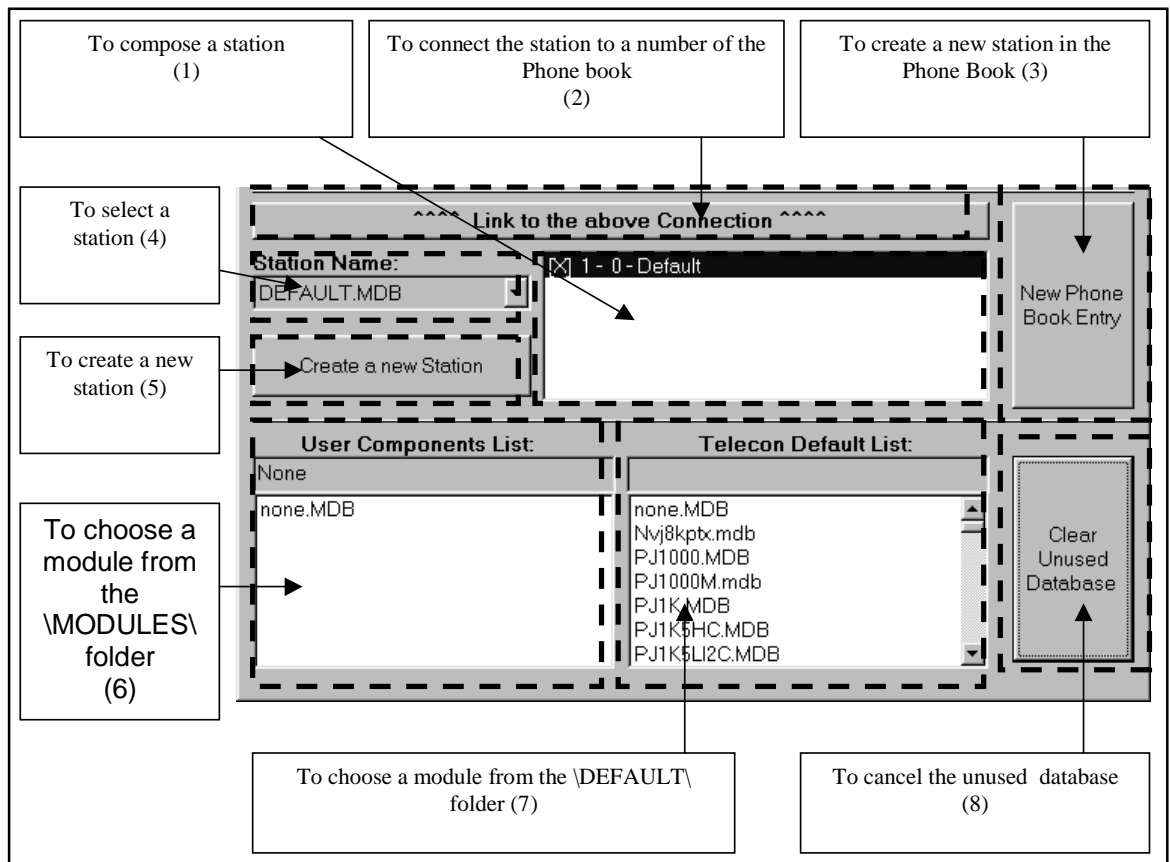 To compose a station
(1)
To connect the station to a number of the
Phone book
(2)
To create a new station in the
Phone Book (3)
To select a
station (4)
^^^^ Link to the above Connection ^^^^
Station Name:
DEFAULT.MDB
[X] 1 - 0 - Default
New Phone
Book Entry
To create a new
station (5)
Create a new Station
User Components List:
None
none.MDB
Telecon Default List:
none.MDB
Nvj8kptx.mdb
PJ1000.MDB
PJ1000M.mdb
PJ1K.MDB
PJ1K5HC.MDB
PJ1K5LI2C.MDB
Clear
Unused
Database
To choose a
module from
the
\MODULES\
folder
(6)
To choose a module from the \DEFAULT\
folder (7)
To cancel the unused database
(8)